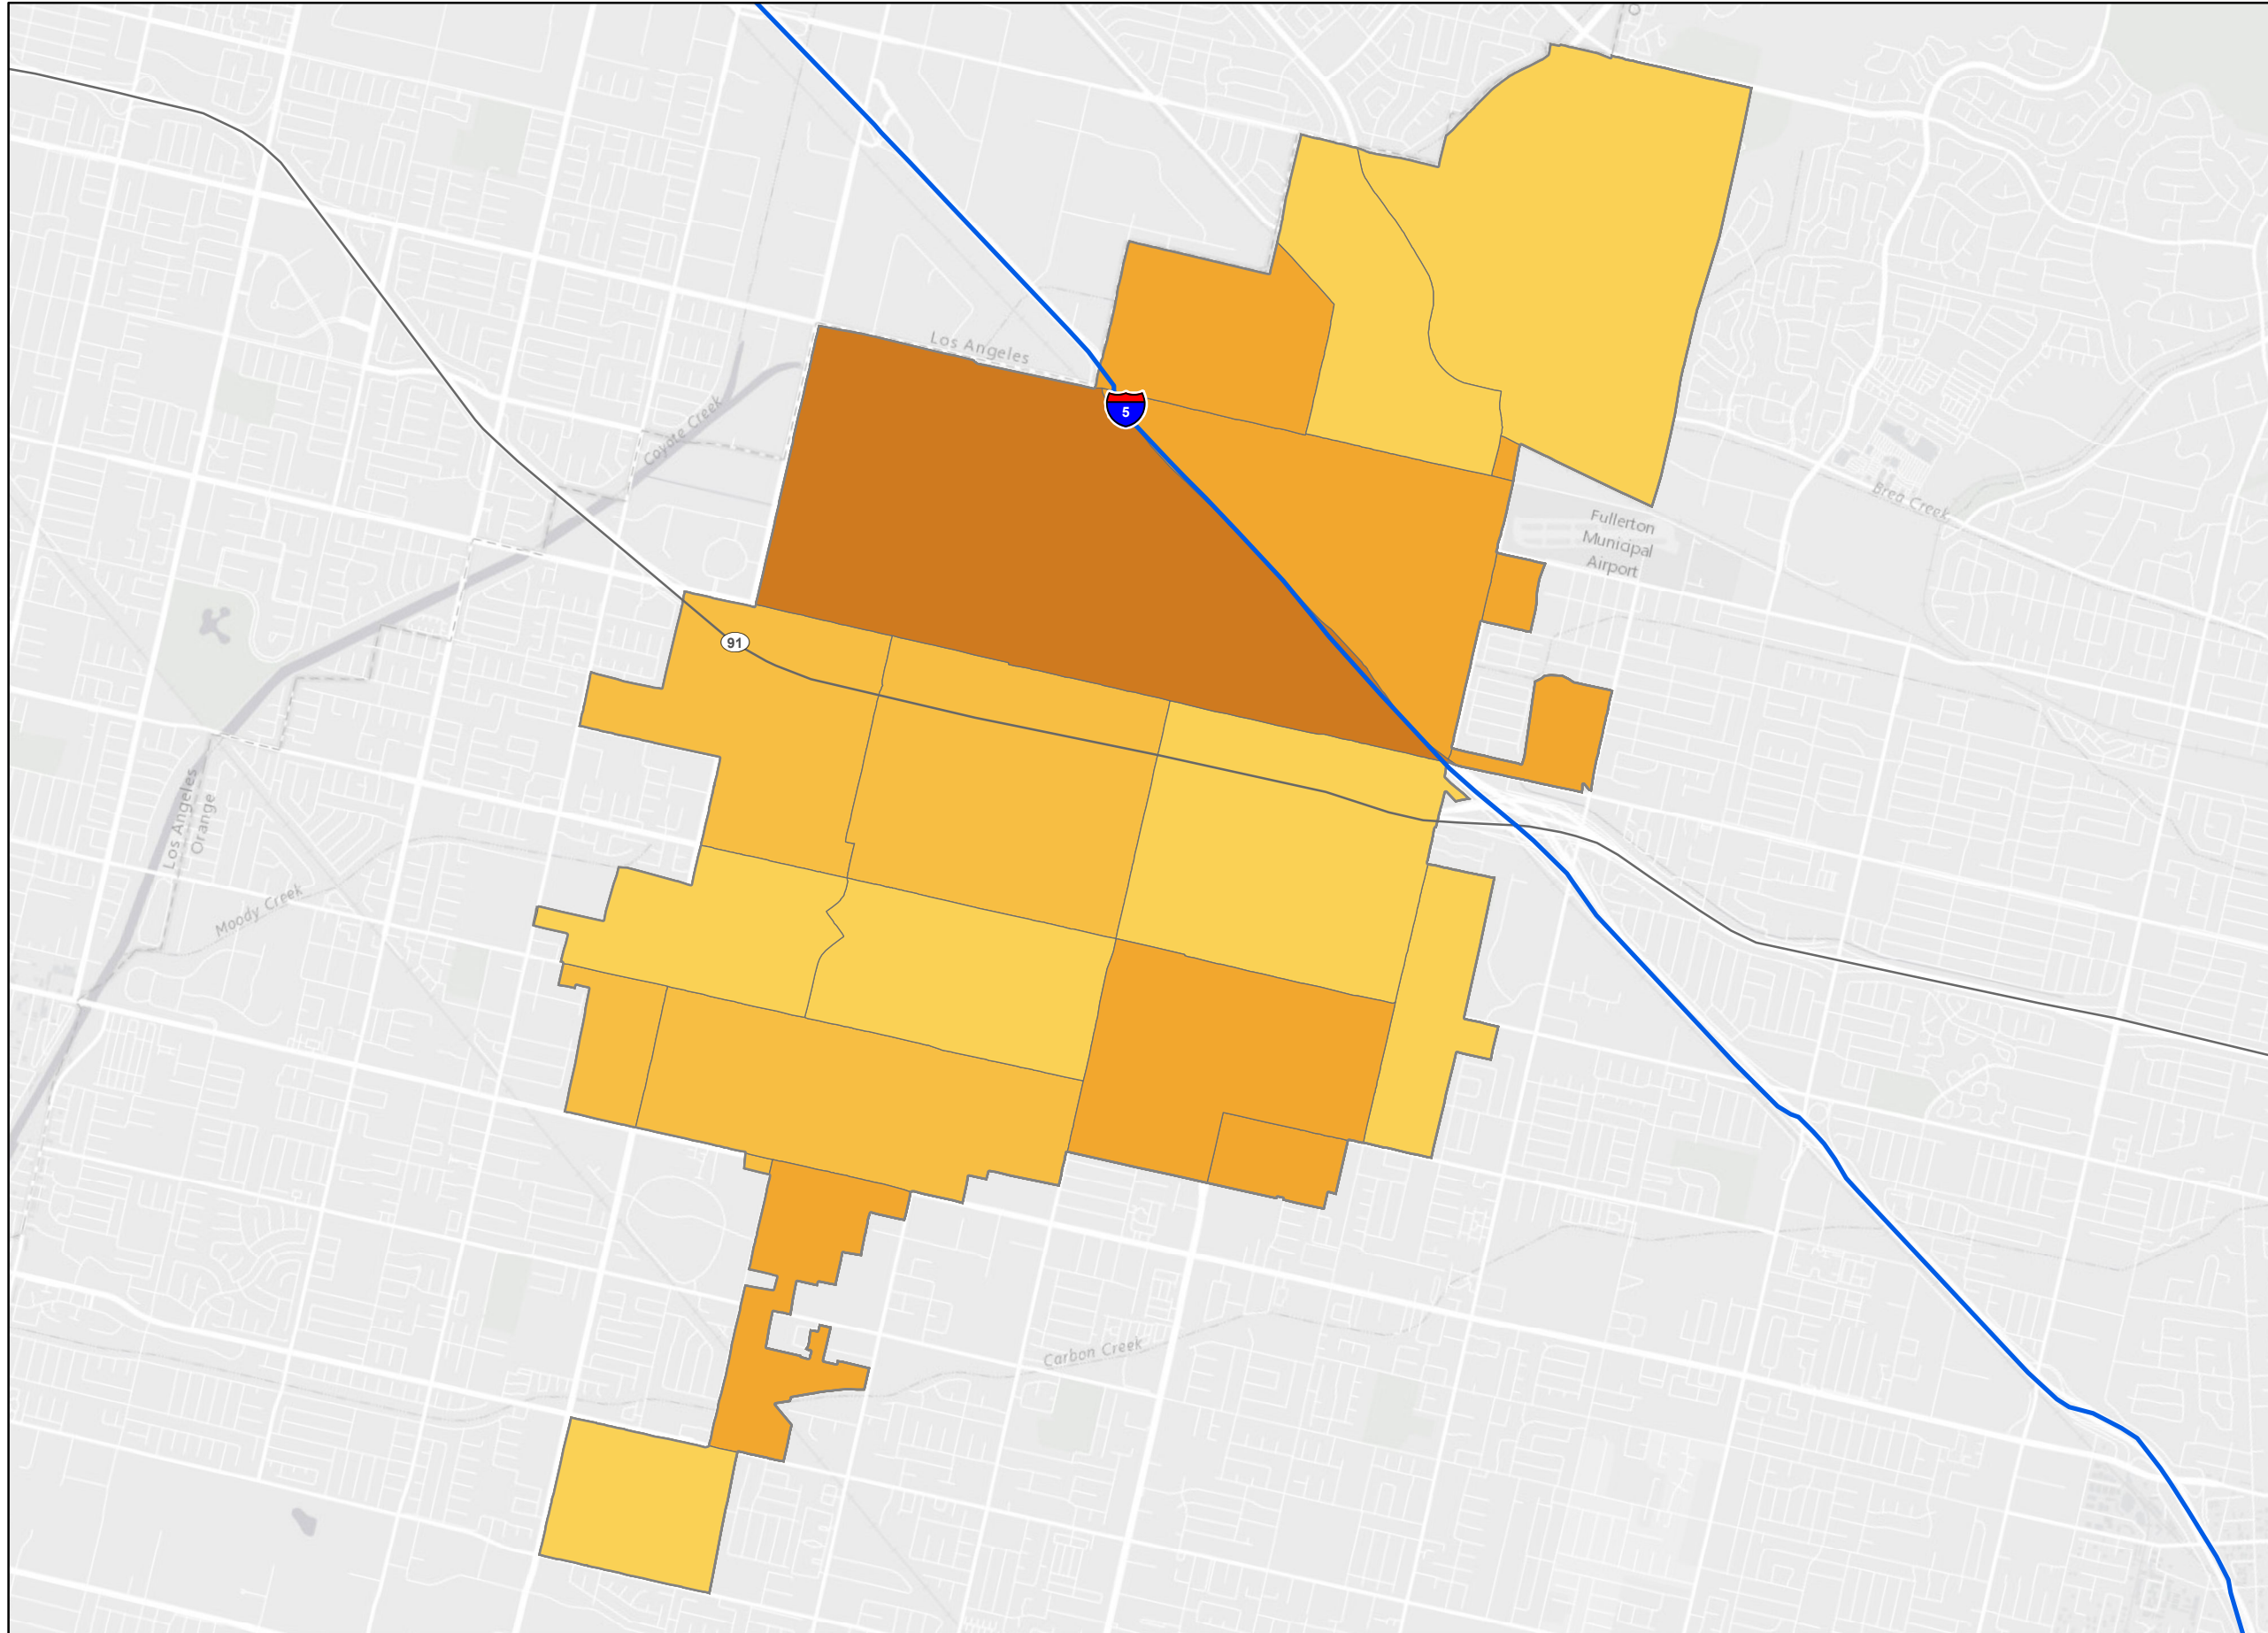 Los Angeles
5
Coyote Creek
Brea Creek
Fullerton
Municipal
Airport
91
Los Angeles
Orange
Moody Creek
Carbon Creek